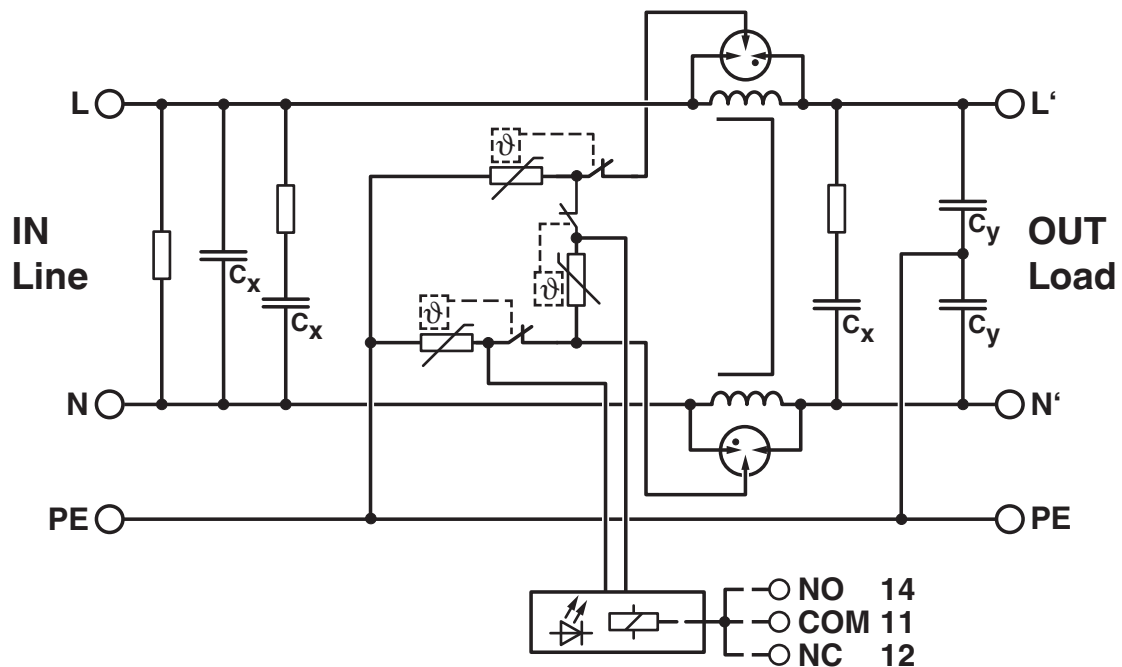 L
L‘
ϑ
IN
Line
Cy
OUT
Load
Cx
ϑ
ϑ
Cx
Cx
Cy
N
N‘
PE
PE
NO 14
COM 11
NC 12